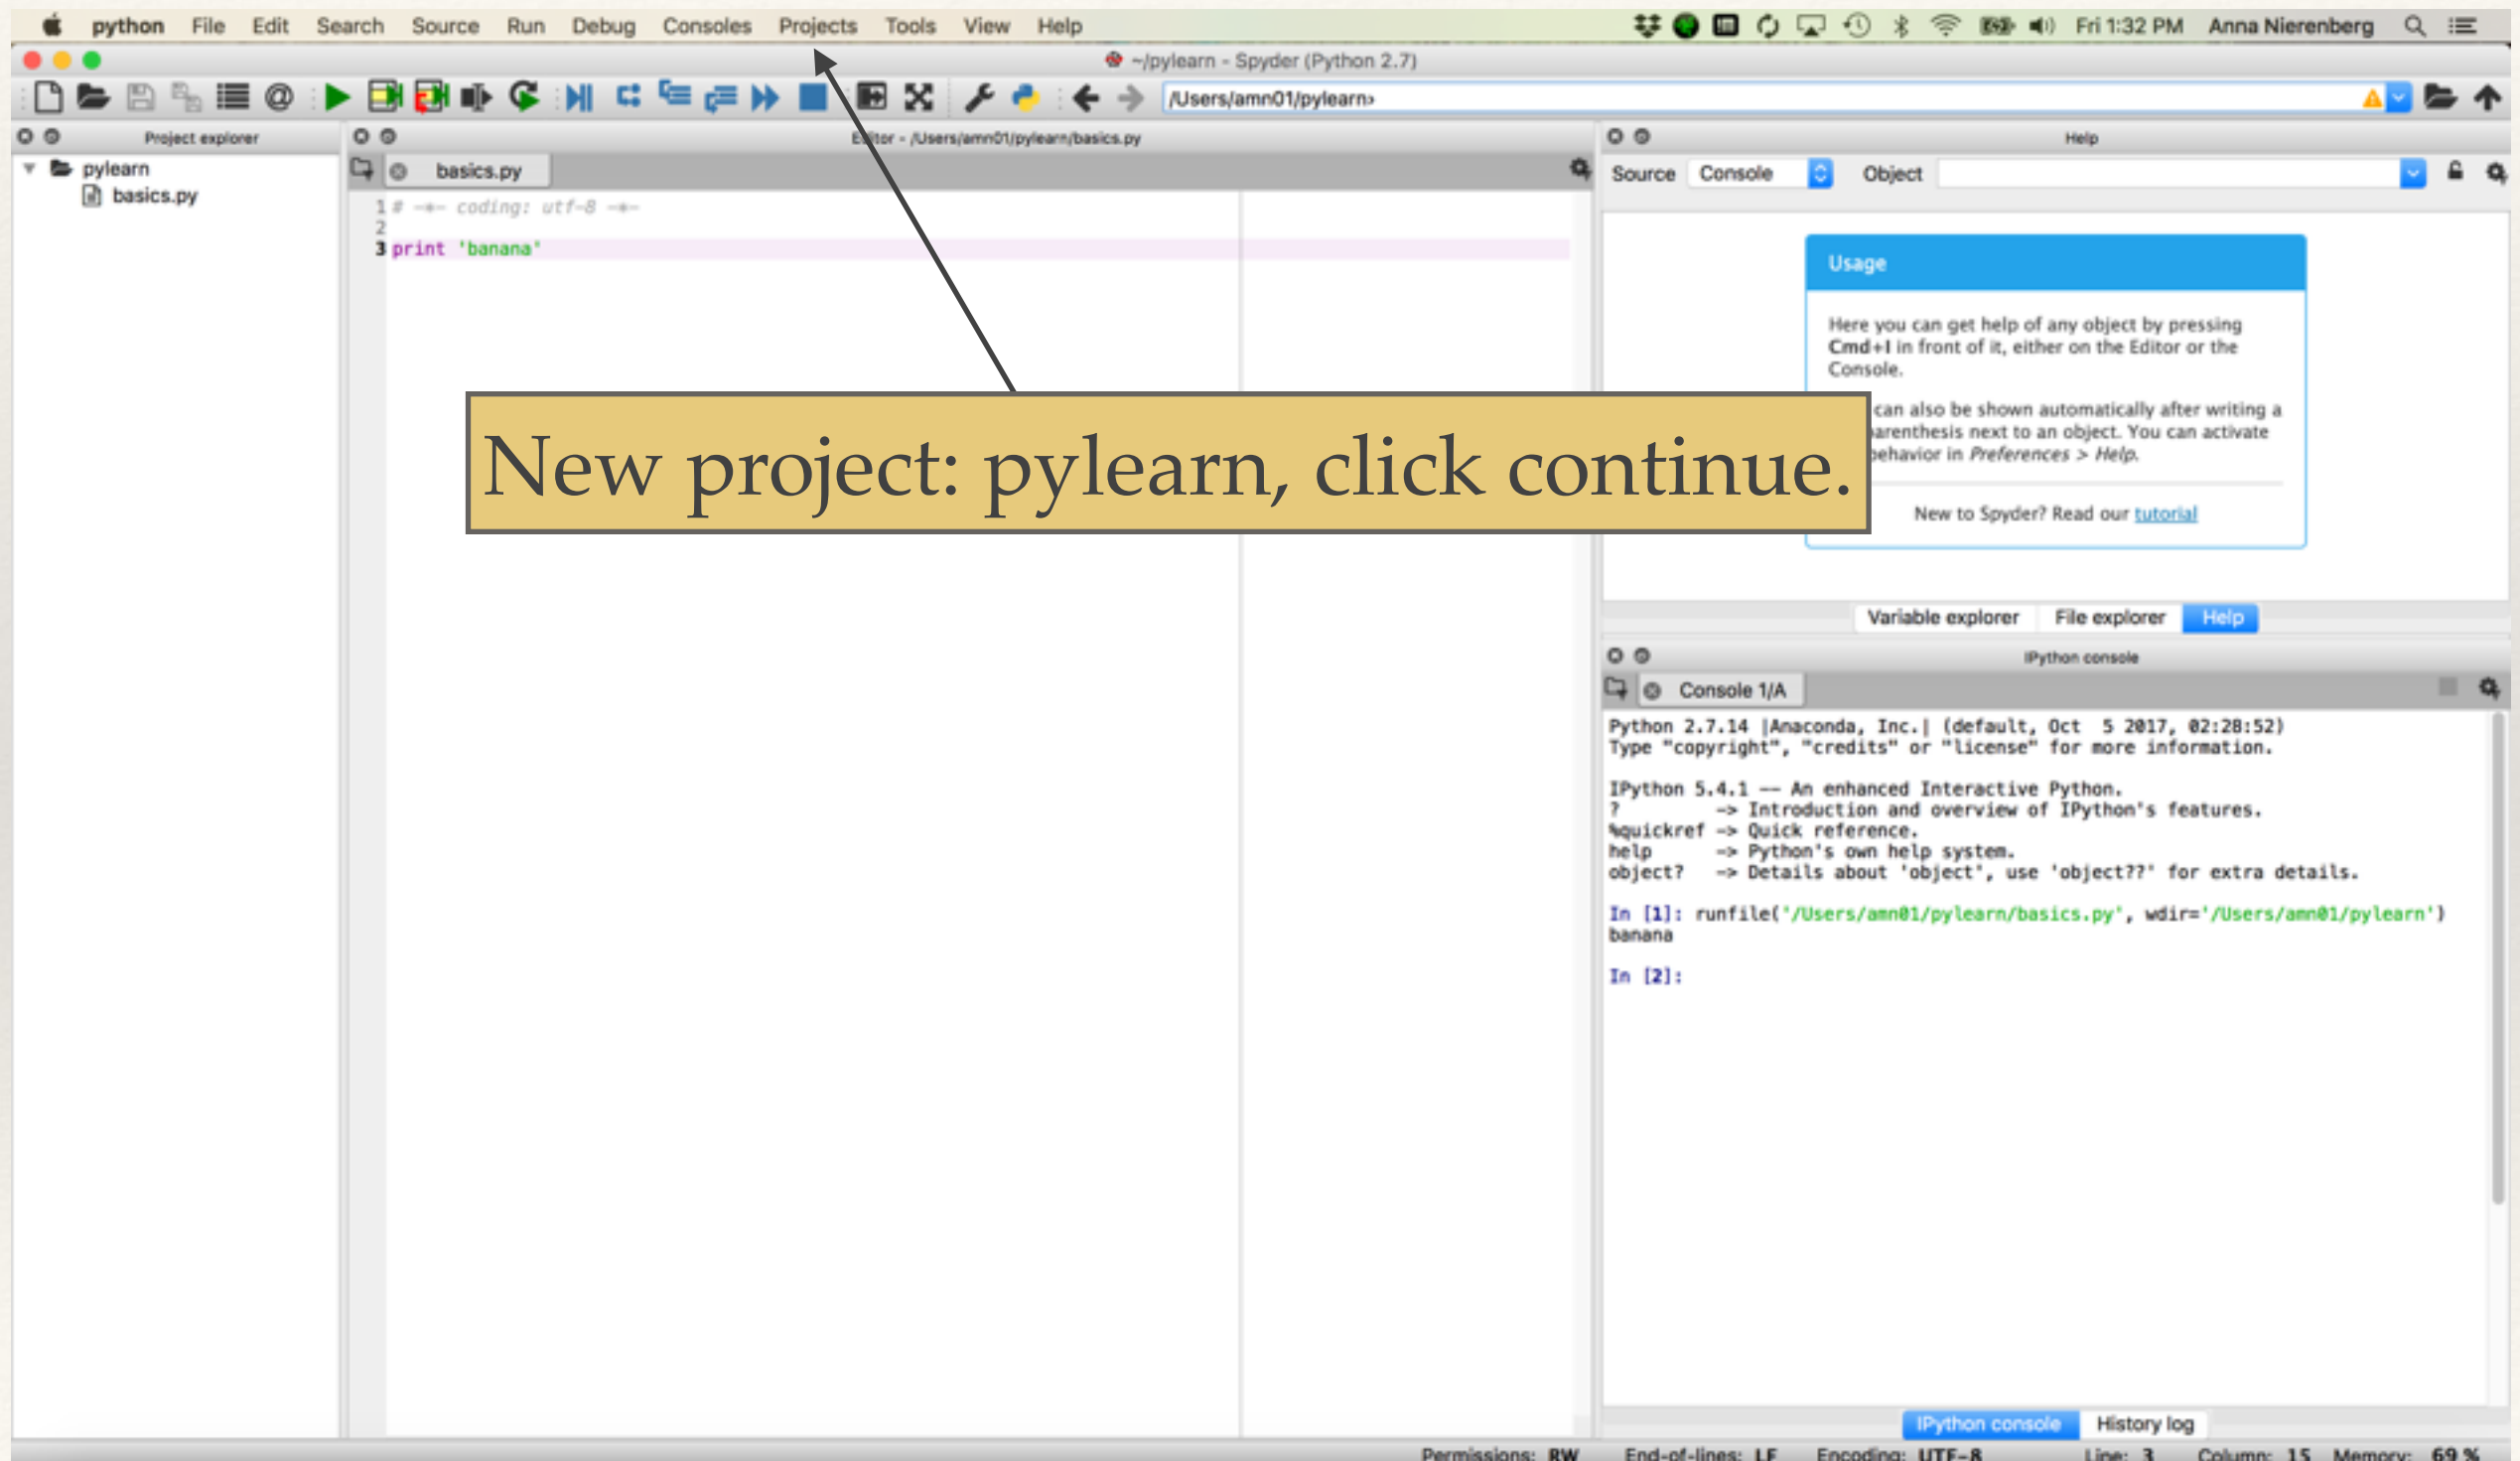 python File Edit Search Source Run Debug Consoles Projects Tools View Help Fri 1:32 PM Anna Nierenberg
~/pylearn - Spyder (Python 2.7)
/Users/amn01/pylearn
Project explorer
pylearn
basics.py
Editor - /Users/amn01/pylearn/basics.py
basics.py
1 # -*- coding: utf-8 -*-
2
3 print 'banana'
New project: pylearn, click continue.
Help
Source Console Object
Usage
Here you can get help of any object by pressing
Cmd+I in front of it, either on the Editor or the
Console.
can also be shown automatically after writing a
arenthesis next to an object. You can activate
behavior in Preferences > Help.
New to Spyder? Read our tutorial
Variable explorer File explorer Help
IPython console
Console 1/A
Python 2.7.14 |Anaconda, Inc.| (default, Oct 5 2017, 02:28:52)
Type "copyright", "credits" or "license" for more information.
IPython 5.4.1 -- An enhanced Interactive Python.
? -> Introduction and overview of IPython's features.
%quickref -> Quick reference.
help -> Python's own help system.
object? -> Details about 'object', use 'object??' for extra details.
In [1]: runfile('/Users/amn01/pylearn/basics.py', wdir='/Users/amn01/pylearn')
banana
In [2]:
IPython console History log
Permissions: RW End-of-lines: LF Encoding: UTF-8 Line: 3 Column: 15 Memory: 69 %